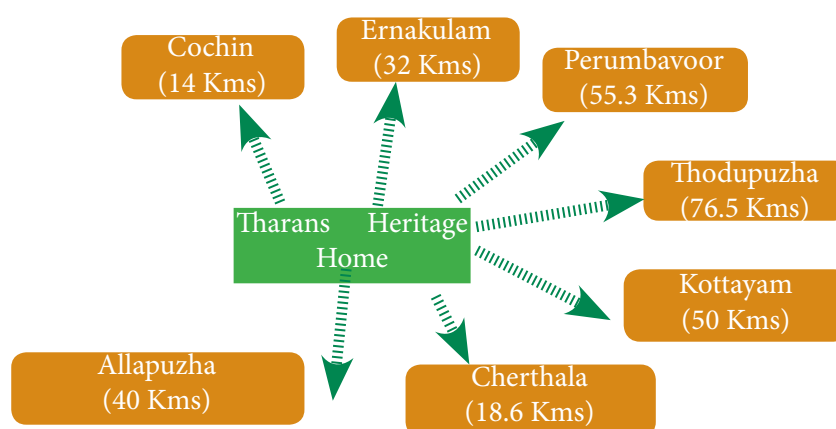 Cochin
(14 Kms)
Ernakulam
(32 Kms)
Perumbavoor
(55.3 Kms)
Thodupuzha
(76.5 Kms)
Tharans Heritage
Home
Kottayam
(50 Kms)
Allapuzha
(40 Kms)
Cherthala
(18.6 Kms)